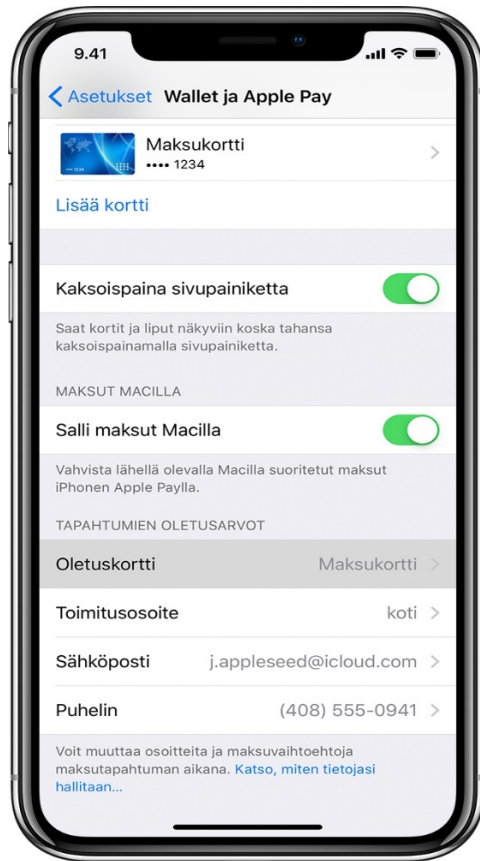 9.41
Asetukset Wallet ja Apple Pay
Maksukortti
•••• 1234
Lisää kortti
Kaksoispaina sivupainiketta
Saat kortit ja liput näkyviin koska tahansa
kaksoispainamalla sivupainiketta.
MAKSUT MACILLA
Salli maksut Macilla
Vahvista lähellä olevalla Macilla suoritetut maksut
iPhonen Apple Paylla.
TAPAHTUMIEN OLETUSARVOT
Oletuskortti Maksukortti
Toimitusosoite koti
Sähköposti j.appleseed@icloud.com
Puhelin (408) 555-0941
Voit muuttaa osoitteita ja maksuvaihtoehtoja
maksutapahtuman aikana. Katso, miten tietojasi
hallitaan...